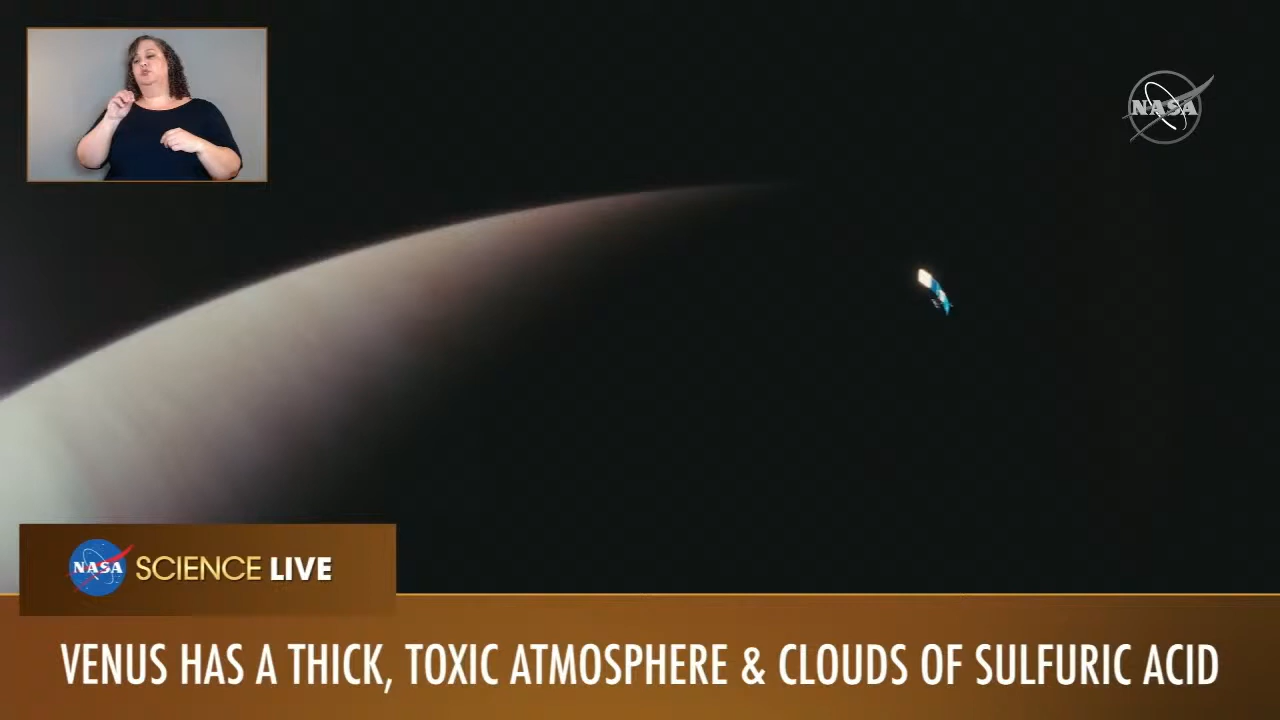 NASA
NASA SCIENCE LIVE
VENUS HAS A THICK, TOXIC ATMOSPHERE & CLOUDS OF SULFURIC ACID